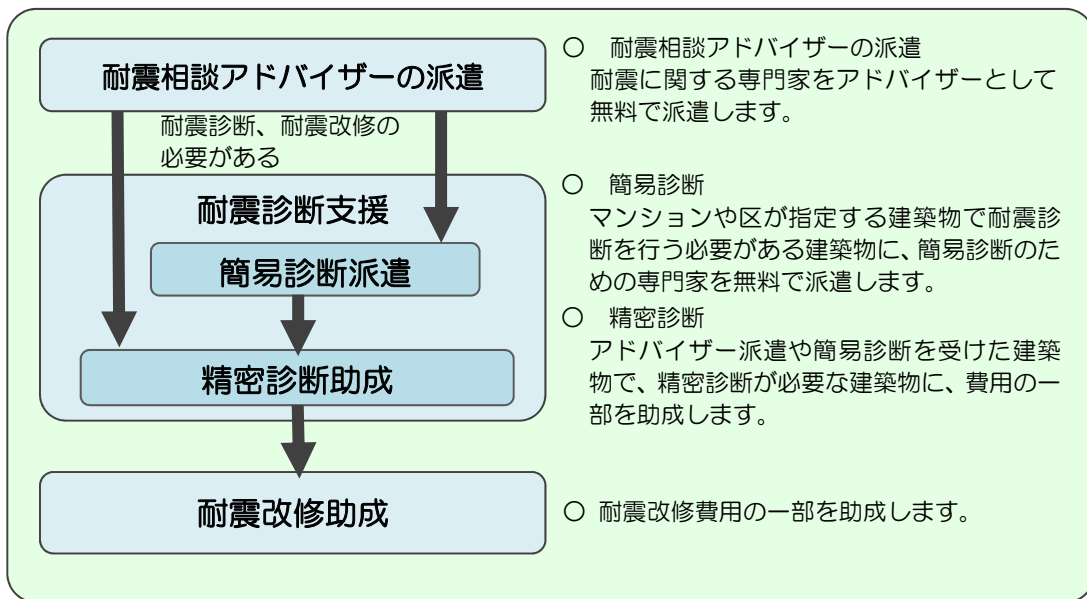 耐震相談アドバイザーの派遣
耐震診断、耐震改修の
必要がある
耐震診断支援
簡易診断派遣
精密診断助成
耐震改修助成
○ 耐震相談アドバイザーの派遣
耐震に関する専門家をアドバイザーとして
無料で派遣します。
○ 簡易診断
マンションや区が指定する建築物で耐震診
断を行う必要がある建築物に、簡易診断のた
めの専門家を無料で派遣します。
○ 精密診断
アドバイザー派遣や簡易診断を受けた建築
物で、精密診断が必要な建築物に、費用の一
部を助成します。
○ 耐震改修費用の一部を助成します。